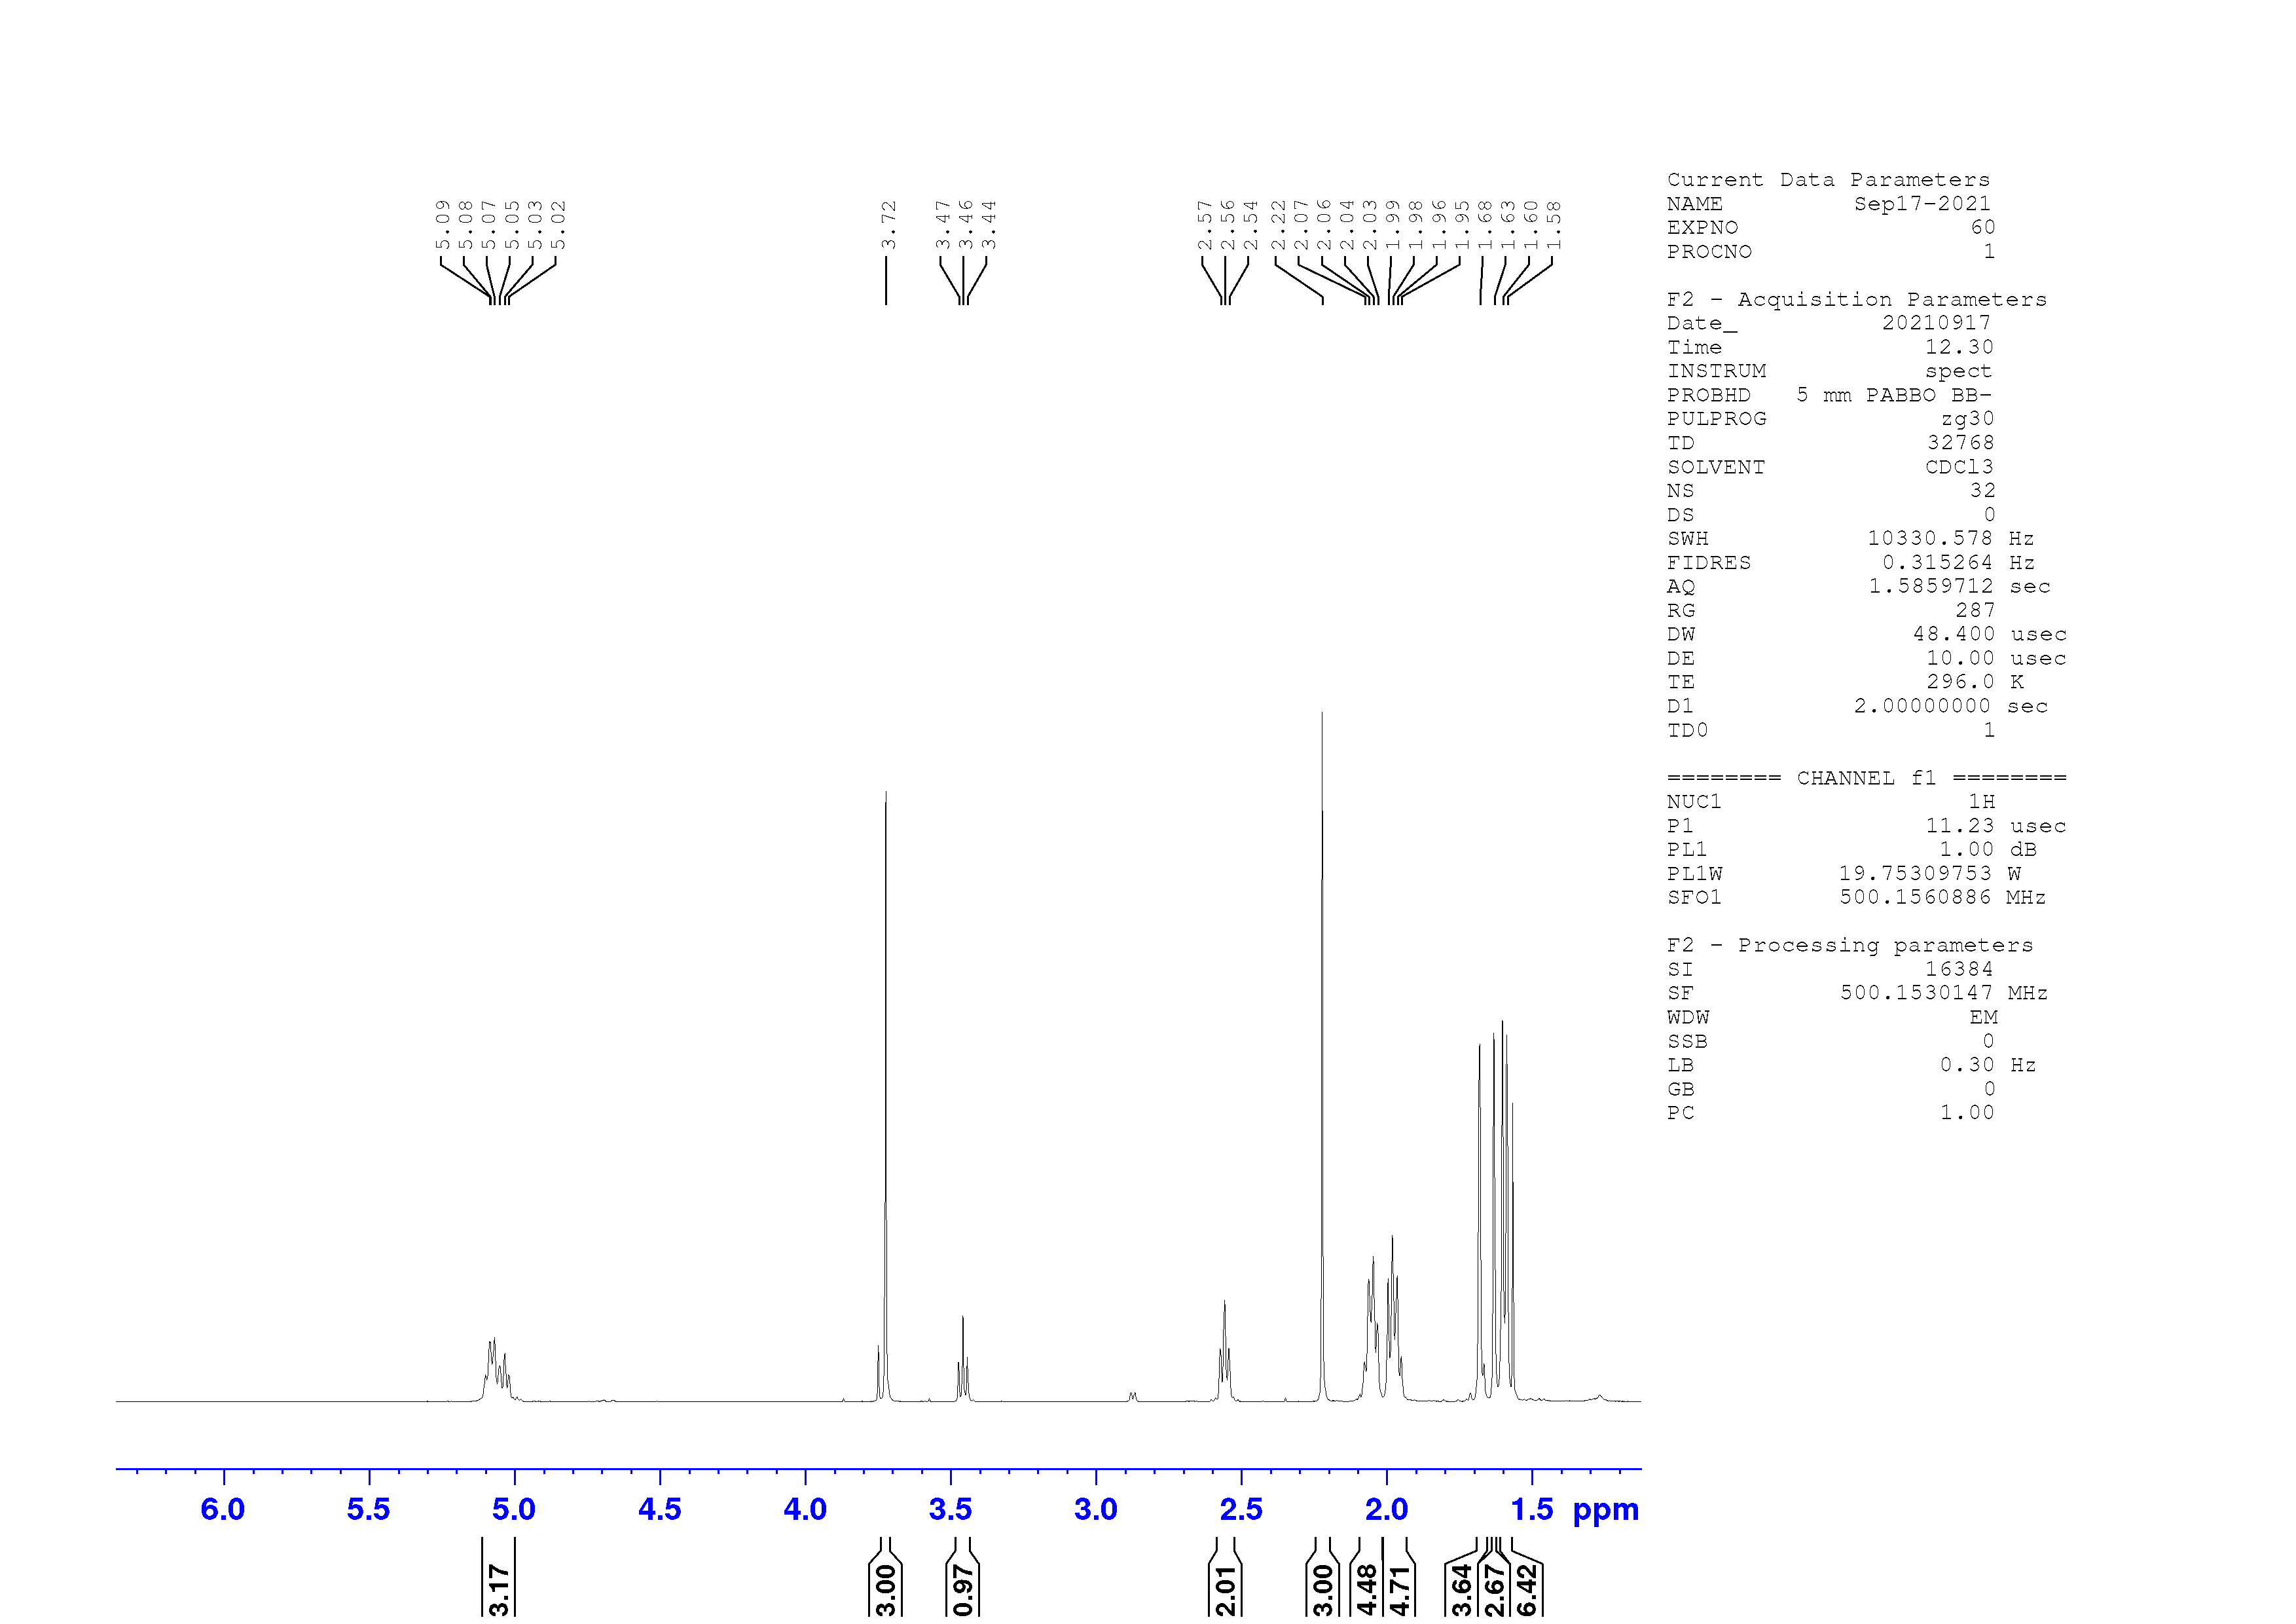 5.09
5.08
5.07
5.05
5.03
5.02
3.72
3.47
3.46
3.44
2.57
2.56
2.54
2.22
2.07
2.06
2.04
2.03
1.99
1.98
1.96
1.95
1.68
1.63
1.60
1.58
Current Data Parameters
NAME Sep17-2021
EXPNO 60
PROCNO 1
F2 - Acquisition Parameters
Date_ 20210917
Time 12.30
INSTRUM spect
PROBHD 5 mm PABBO BB-
PULPROG zg30
TD 32768
SOLVENT CDCl3
NS 32
DS 0
SWH 10330.578 Hz
FIDRES 0.315264 Hz
AQ 1.5859712 sec
RG 287
DW 48.400 usec
DE 10.00 usec
TE 296.0 K
D1 2.00000000 sec
TD0 1
======== CHANNEL f1 ========
NUC1 1H
P1 11.23 usec
PL1 1.00 dB
PL1W 19.75309753 W
SFO1 500.1560886 MHz
F2 - Processing parameters
SI 16384
SF 500.1530147 MHz
WDW EM
SSB 0
LB 0.30 Hz
GB 0
PC 1.00
6.0 5.5 5.0 4.5 4.0 3.5 3.0 2.5 2.0 1.5 ppm
3.17
3.00
0.97
2.01
3.00
4.48
4.71
3.64
2.67
6.42